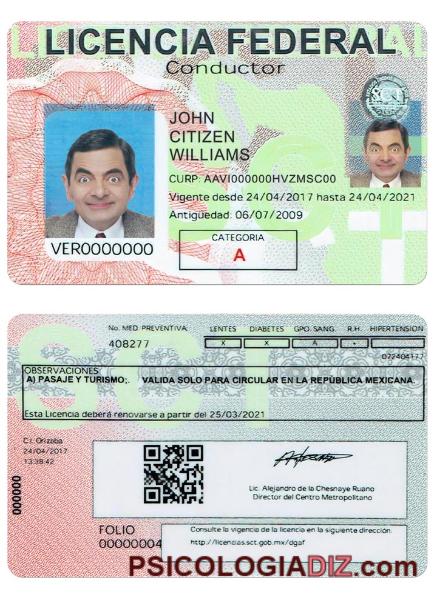 LICENCIA FEDERAL
Conductor
SCT
JOHN
CITIZEN
WILLIAMS
CURP: AAVI000000HVZMSC00
Vigente desde 24/04/2017 hasta 24/04/2021
Antigüedad: 06/07/2009
VER0000000
CATEGORIA
A
No. MED. PREVENTIVA: LENTES DIABETES GPO. SANG. R.H. HIPERTENSION
408277 X X A +
072404177
OBSERVACIONES
A) PASAJE Y TURISMO;. VALIDA SOLO PARA CIRCULAR EN LA REPÚBLICA MEXICANA.
Esta Licencia deberá renovarse a partir del 25/03/2021
C.I. Orizaba
24/04/2017
13:38:42
000000
Lic. Alejandro de la Chesnaye Ruano
Director del Centro Metropolitano
FOLIO
00000004
Consulte la vigencia de la licencia en la siguiente dirección.
http://licencias.sct.gob.mx/dgaf
PSICOLOGIADIZ.com